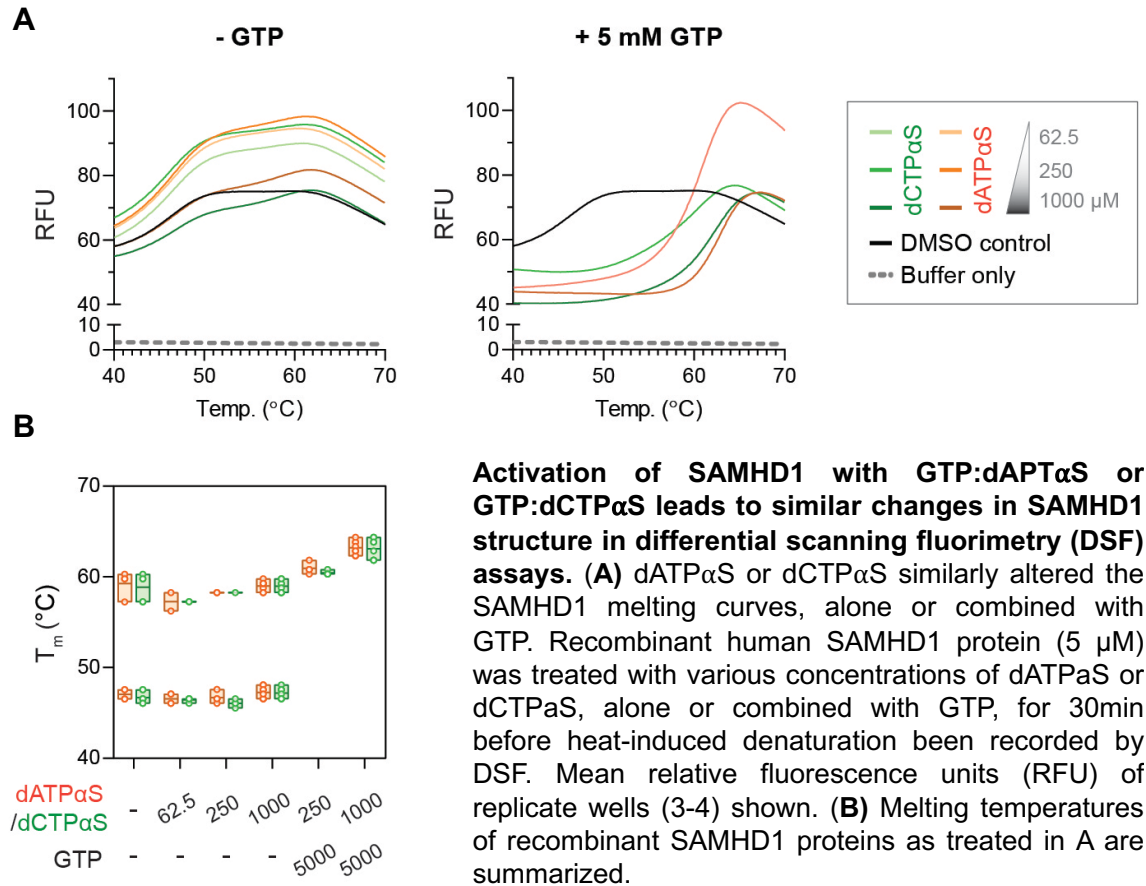 A
- GTP
+ 5 mM GTP
100
80
60
40
10
0
RFU
40
50
60
70
Temp. (°C)
100
80
60
40
10
0
RFU
40
50
60
70
Temp. (°C)
dCTPαS
dATPαS
62.5
250
1000 µM
DMSO control
Buffer only
B
70
60
50
40
Tm (°C)
dATPαS
/dCTPαS
- 62.5 250 1000 250 1000
GTP
- - - - 5000 5000
Activation of SAMHD1 with GTP:dAPTαS or
GTP:dCTPαS leads to similar changes in SAMHD1
structure in differential scanning fluorimetry (DSF)
assays. (A) dATPαS or dCTPαS similarly altered the
SAMHD1 melting curves, alone or combined with
GTP. Recombinant human SAMHD1 protein (5 µM)
was treated with various concentrations of dATPaS or
dCTPaS, alone or combined with GTP, for 30min
before heat-induced denaturation been recorded by
DSF. Mean relative fluorescence units (RFU) of
replicate wells (3-4) shown. (B) Melting temperatures
of recombinant SAMHD1 proteins as treated in A are
summarized.